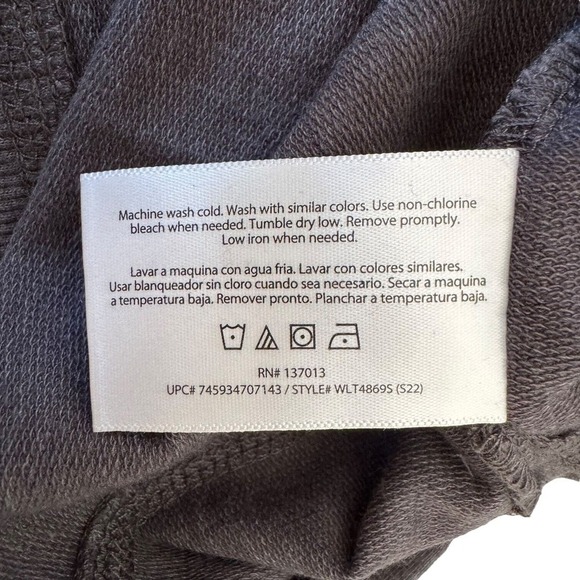 Machine wash cold. Wash with similar colors. Use non-chlorine
bleach when needed. Tumble dry low. Remove promptly.
Low iron when needed.
Lavar a maquina con agua fria. Lavar con colores similares.
Usar blanqueador sin cloro cuando sea necesario. Secar a maquina
a temperatura baja. Remover pronto. Planchar a temperatura baja.
RN# 137013
UPC# 745934707143 / STYLE# WLT4869S (S22)